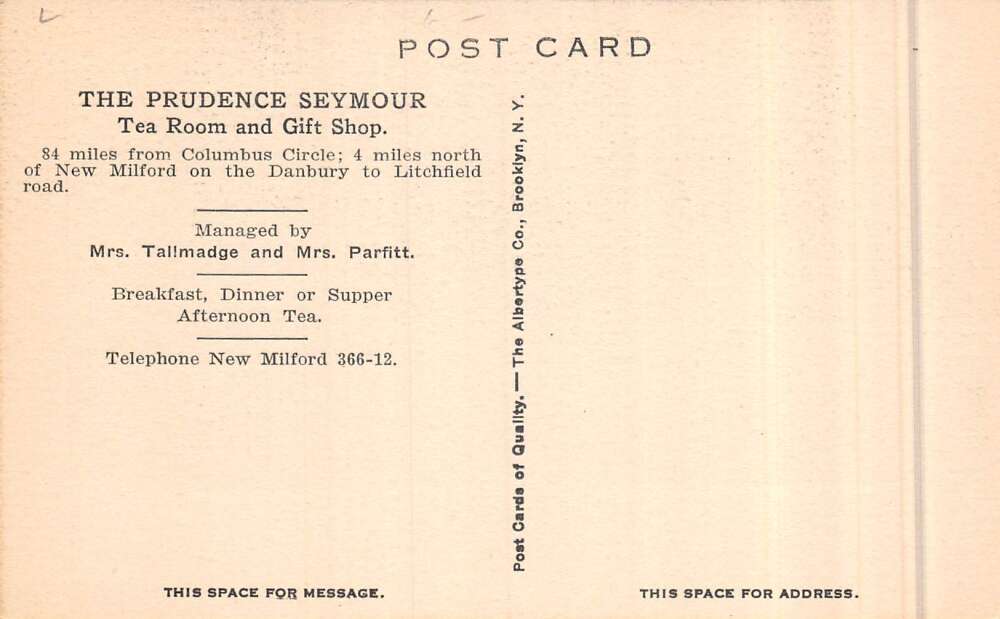 POST CARD
THE PRUDENCE SEYMOUR
Tea Room and Gift Shop.
84 miles from Columbus Circle; 4 miles north
of New Milford on the Danbury to Litchfield
road.
Managed by
Mrs. Tallmadge and Mrs. Parfitt.
Breakfast, Dinner or Supper
Afternoon Tea.
Telephone New Milford 366-12.
Post Cards of Quality. — The Albertype Co., Brooklyn, N. Y.
THIS SPACE FOR MESSAGE.
THIS SPACE FOR ADDRESS.